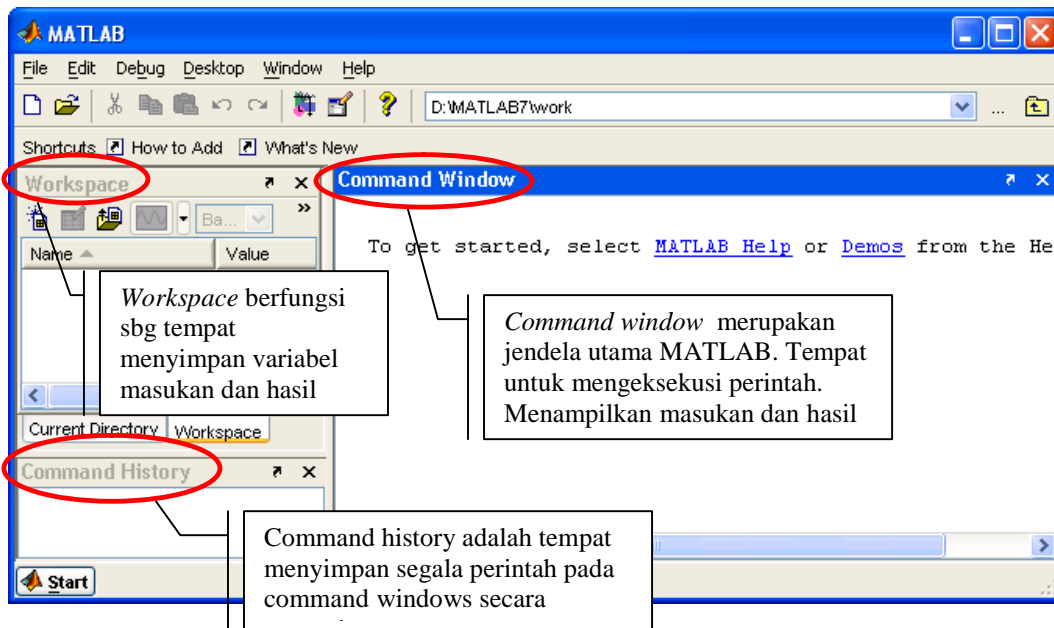 MATLAB
File Edit Debug Desktop Window Help
D:\MATLAB7\work
...
Shortcuts How to Add What's New
Workspace
Command Window
Ba...
»
Name
Value
To get started, select MATLAB Help or Demos from the He
Workspace berfungsi
sbg tempat
menyimpan variabel
masukan dan hasil
Command window merupakan
jendela utama MATLAB. Tempat
untuk mengeksekusi perintah.
Menampilkan masukan dan hasil
Current Directory Workspace
Command History
Command history adalah tempat
menyimpan segala perintah pada
command windows secara
Start